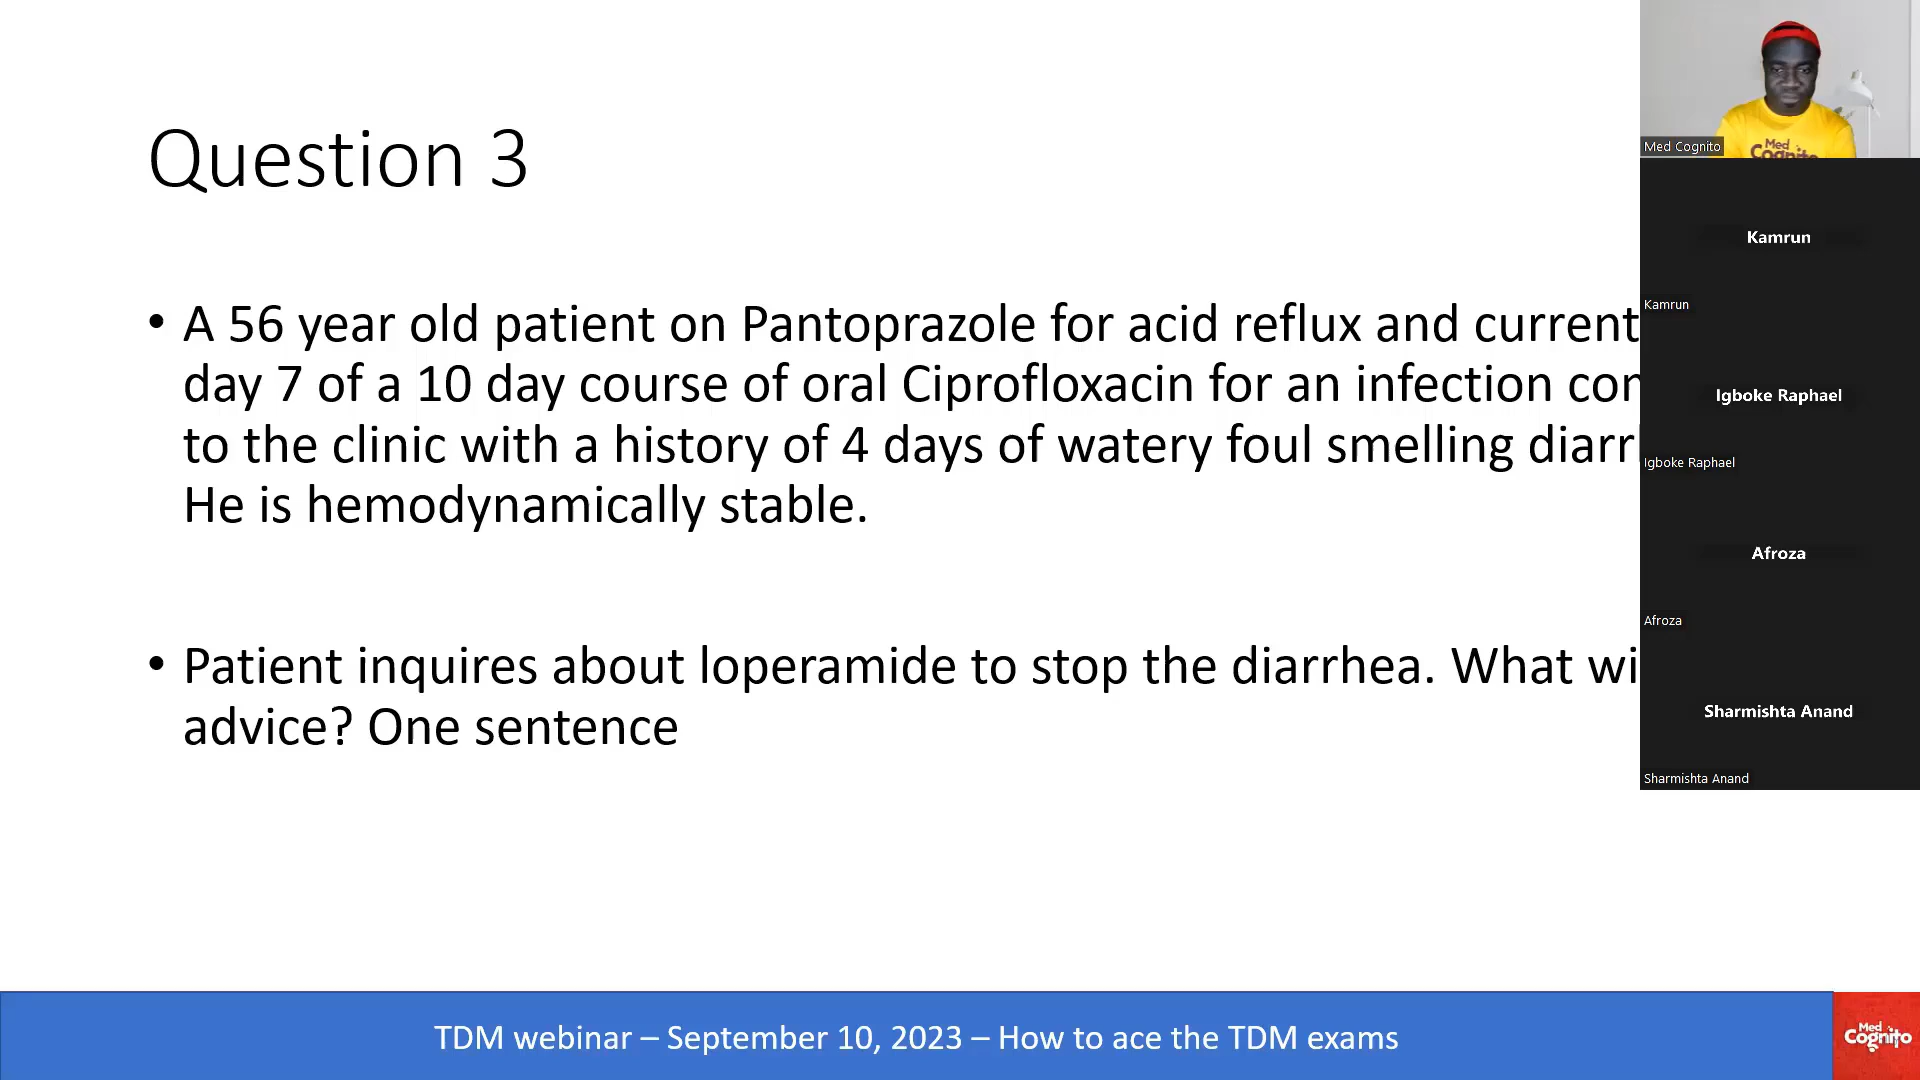 Question 3
• A 56 year old patient on Pantoprazole for acid reflux and current
day 7 of a 10 day course of oral Ciprofloxacin for an infection
to the clinic with a history of 4 days of watery foul smelling
He is hemodynamically stable.
• Patient inquires about loperamide to stop the diarrhea. What
advice? One sentence
Med
Cognito
Med Cognito
Kamrun
Kamrun
Igboke Raphael
Igboke Raphael
Afroza
Afroza
Sharmishta Anand
Sharmishta Anand
TDM webinar – September 10, 2023 – How to ace the TDM exams
Med
Cognito